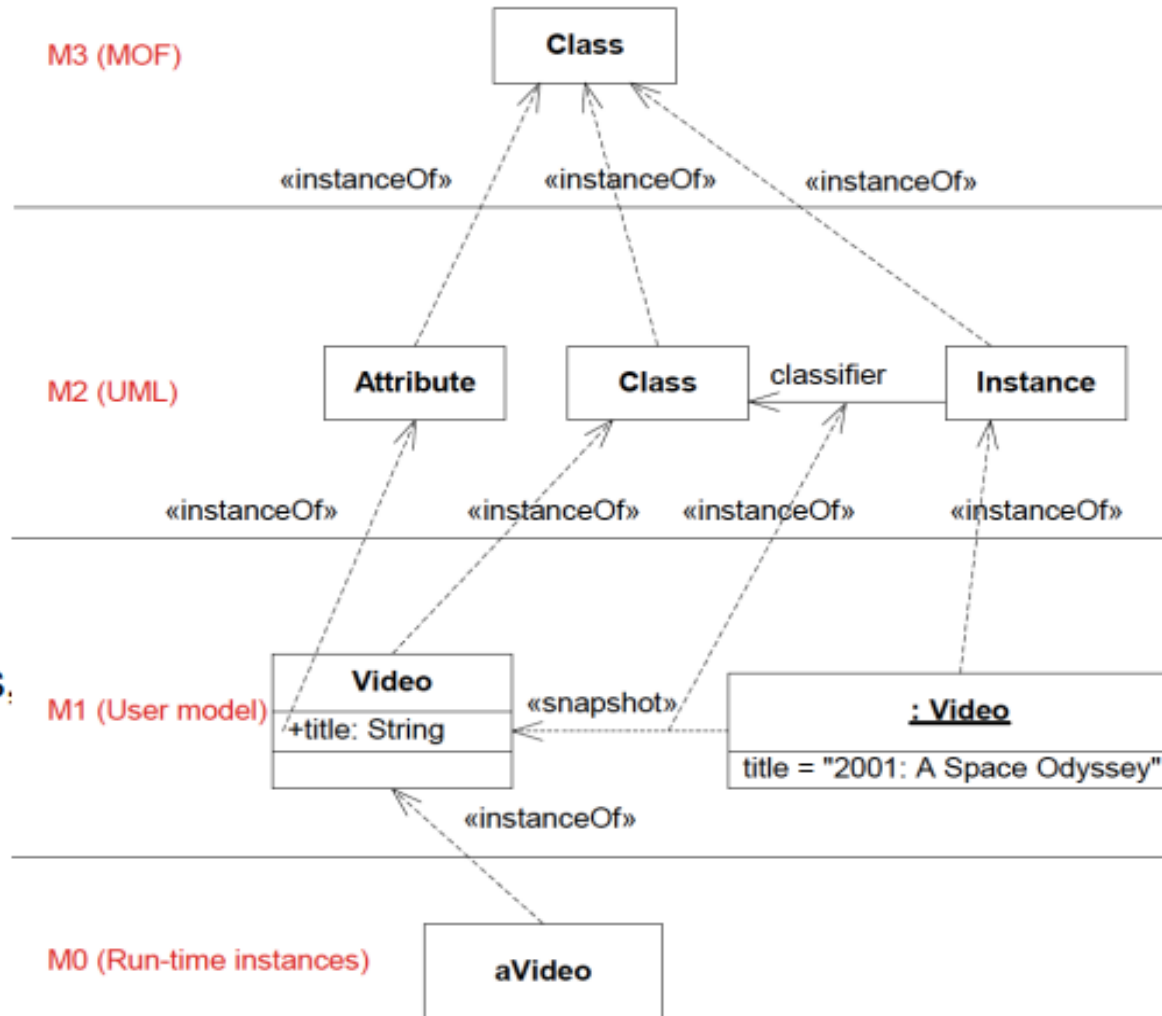 M3 (MOF)
Class
«instanceOf»
«instanceOf»
«instanceOf»
M2 (UML)
Attribute
Class
classifier
Instance
«instanceOf»
«instanceOf»
«instanceOf»
«instanceOf»
s,
M1 (User model)
Video
+title: String
«snapshot»
: Video
title = "2001: A Space Odyssey"
«instanceOf»
M0 (Run-time instances)
aVideo